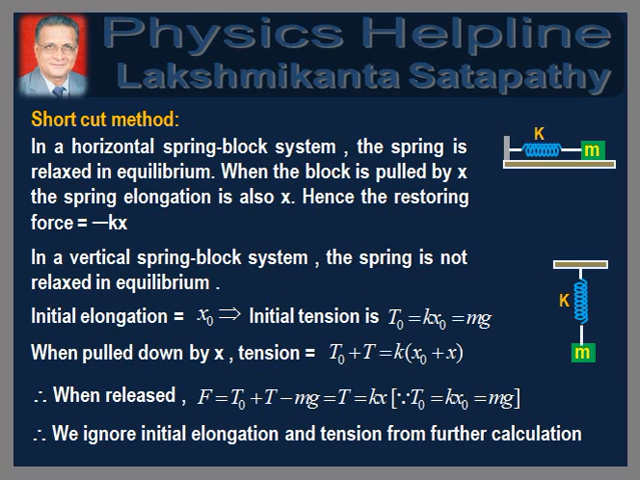 Physics Helpline
Lakshmikanta Satapathy
Short cut method:
In a horizontal spring-block system , the spring is
relaxed in equilibrium. When the block is pulled by x
the spring elongation is also x. Hence the restoring
force = —kx
K
m
In a vertical spring-block system , the spring is not
relaxed in equilibrium .
Initial elongation = x₀ ⇒ Initial tension is T₀ = kx₀ = mg
When pulled down by x , tension = T₀ + T = k(x₀ + x)
K
m
∴ When released , F = T₀ + T − mg = T = kx [∵ T₀ = kx₀ = mg]
∴ We ignore initial elongation and tension from further calculation